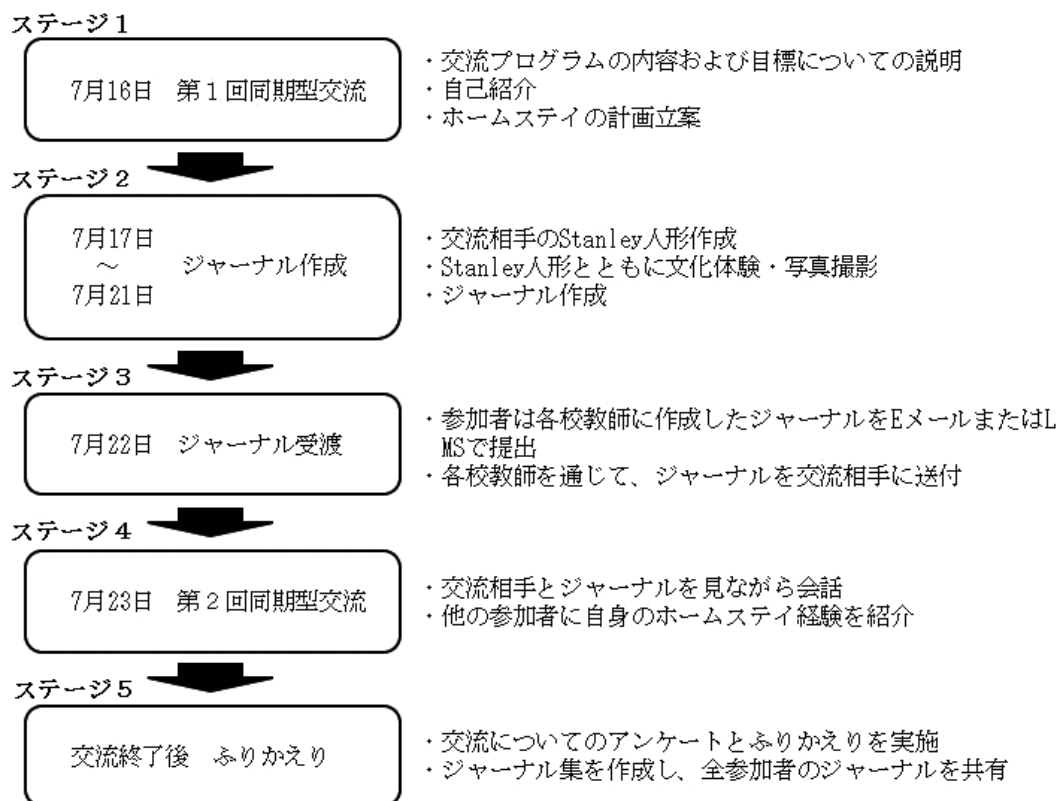 ステージ１
7月16日　第１回同期型交流
・交流プログラムの内容および目標についての説明
・自己紹介
・ホームステイの計画立案
ステージ２
7月17日
～　ジャーナル作成
7月21日
・交流相手のStanley人形作成
・Stanley人形とともに文化体験・写真撮影
・ジャーナル作成
ステージ３
7月22日　ジャーナル受渡
・参加者は各校教師に作成したジャーナルをEメールまたはL
MSで提出
・各校教師を通じて、ジャーナルを交流相手に送付
ステージ４
7月23日　第２回同期型交流
・交流相手とジャーナルを見ながら会話
・他の参加者に自身のホームステイ経験を紹介
ステージ５
交流終了後　ふりかえり
・交流についてのアンケートとふりかえりを実施
・ジャーナル集を作成し、全参加者のジャーナルを共有